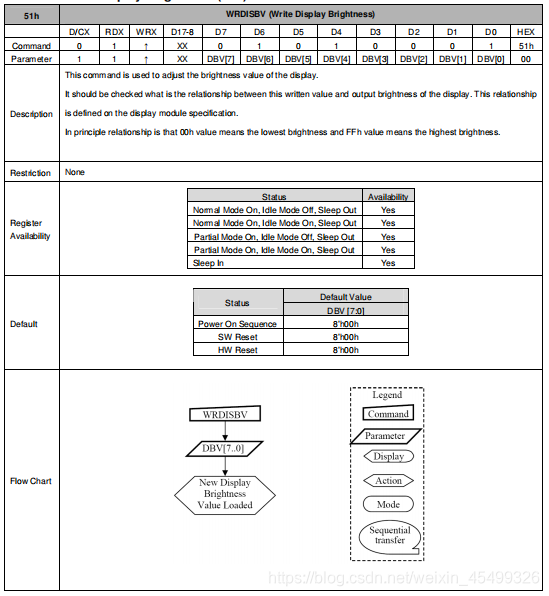 51h WRDISBV (Write Display Brightness)
D/CX RDX WRX D17-8 D7 D6 D5 D4 D3 D2 D1 D0 HEX
Command 0 1 ↑ XX 0 1 0 1 0 0 0 1 51h
Parameter 1 1 ↑ XX DBV[7] DBV[6] DBV[5] DBV[4] DBV[3] DBV[2] DBV[1] DBV[0] 00
Description
This command is used to adjust the brightness value of the display.
It should be checked what is the relationship between this written value and output brightness of the display. This relationship
is defined on the display module specification.
In principle relationship is that 00h value means the lowest brightness and FFh value means the highest brightness.
Restriction None
Register
Availability
Status Availability
Normal Mode On, Idle Mode Off, Sleep Out Yes
Normal Mode On, Idle Mode On, Sleep Out Yes
Partial Mode On, Idle Mode Off, Sleep Out Yes
Partial Mode On, Idle Mode On, Sleep Out Yes
Sleep In Yes
Default
Status Default Value
DBV [7:0]
Power On Sequence 8'h00h
SW Reset 8'h00h
HW Reset 8'h00h
Flow Chart
WRDISBV
DBV[7..0]
New Display
Brightness
Value Loaded
Legend
Command
Parameter
Display
Action
Mode
Sequential
transfer
https://blog.csdn.net/weixin_45499326